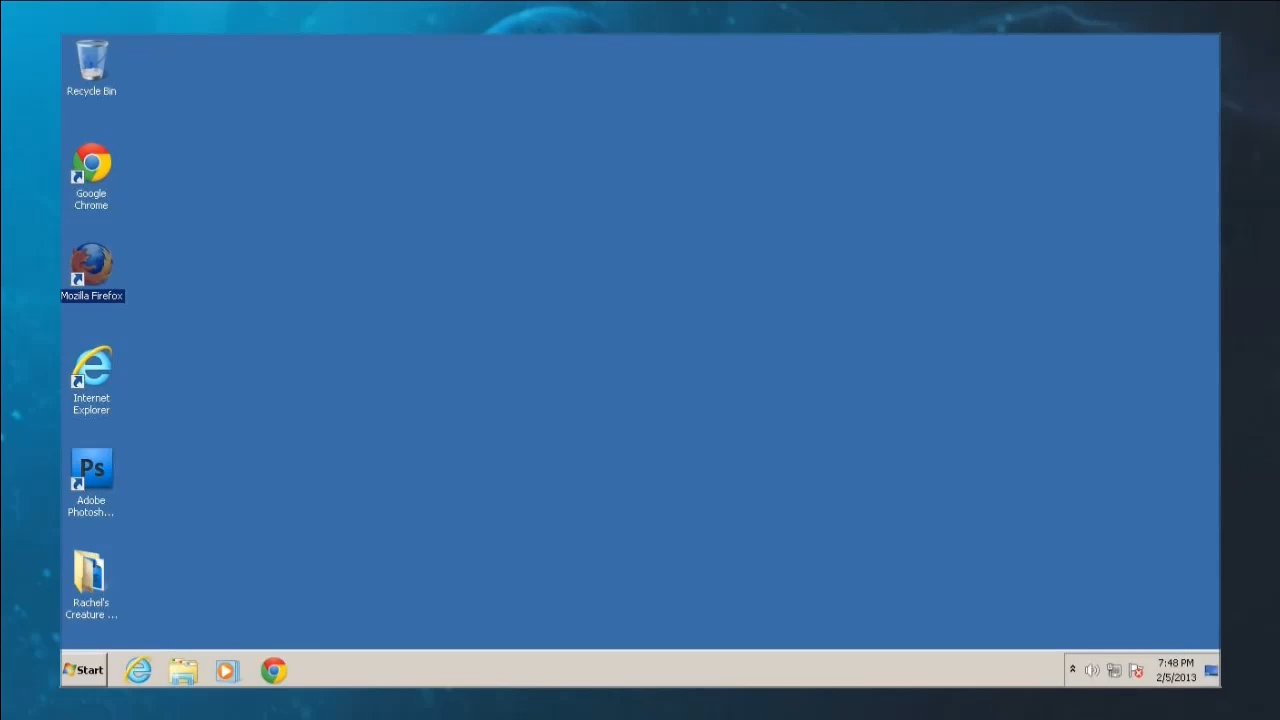 Recycle Bin
Google
Chrome
Mozilla Firefox
Internet
Explorer
Ps
Adobe
Photosh...
Rachel's
Creature ...
Start
7:48 PM
2/5/2013